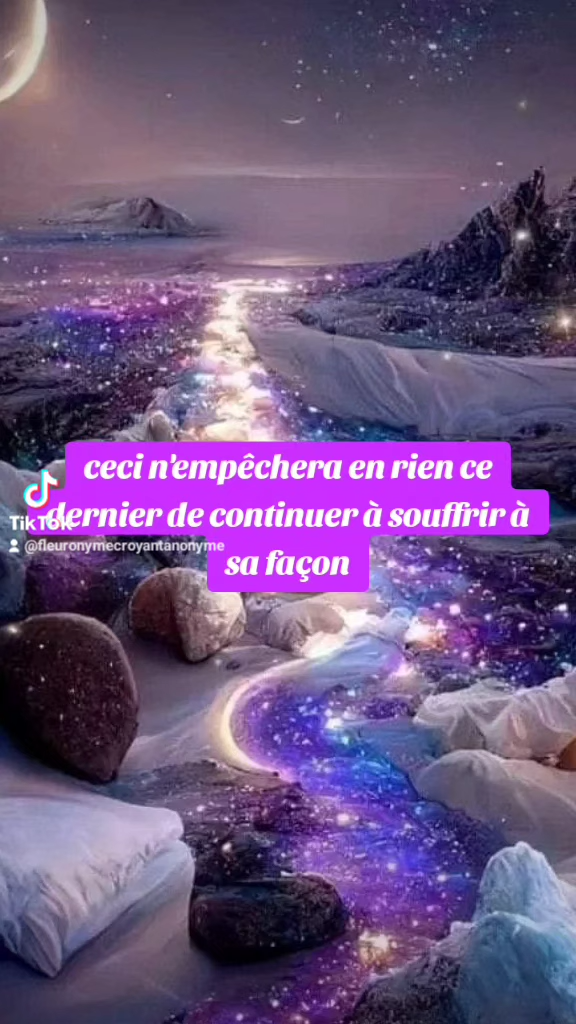 ceci n'empêchera en rien ce
dernier de continuer à souffrir à
sa façon
TikTok
@fleuronymecroyantanonyme